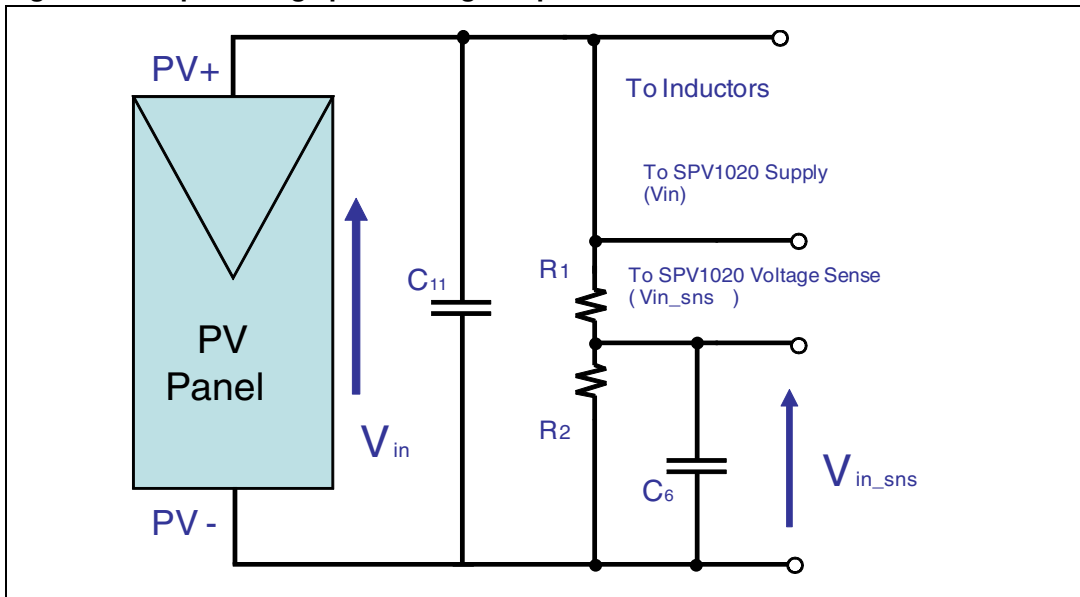 PV+
To Inductors
To SPV1020 Supply
(Vin)
R1
To SPV1020 Voltage Sense
( Vin_sns )
C11
PV
Panel
Vin
R2
C6
Vin_sns
PV -